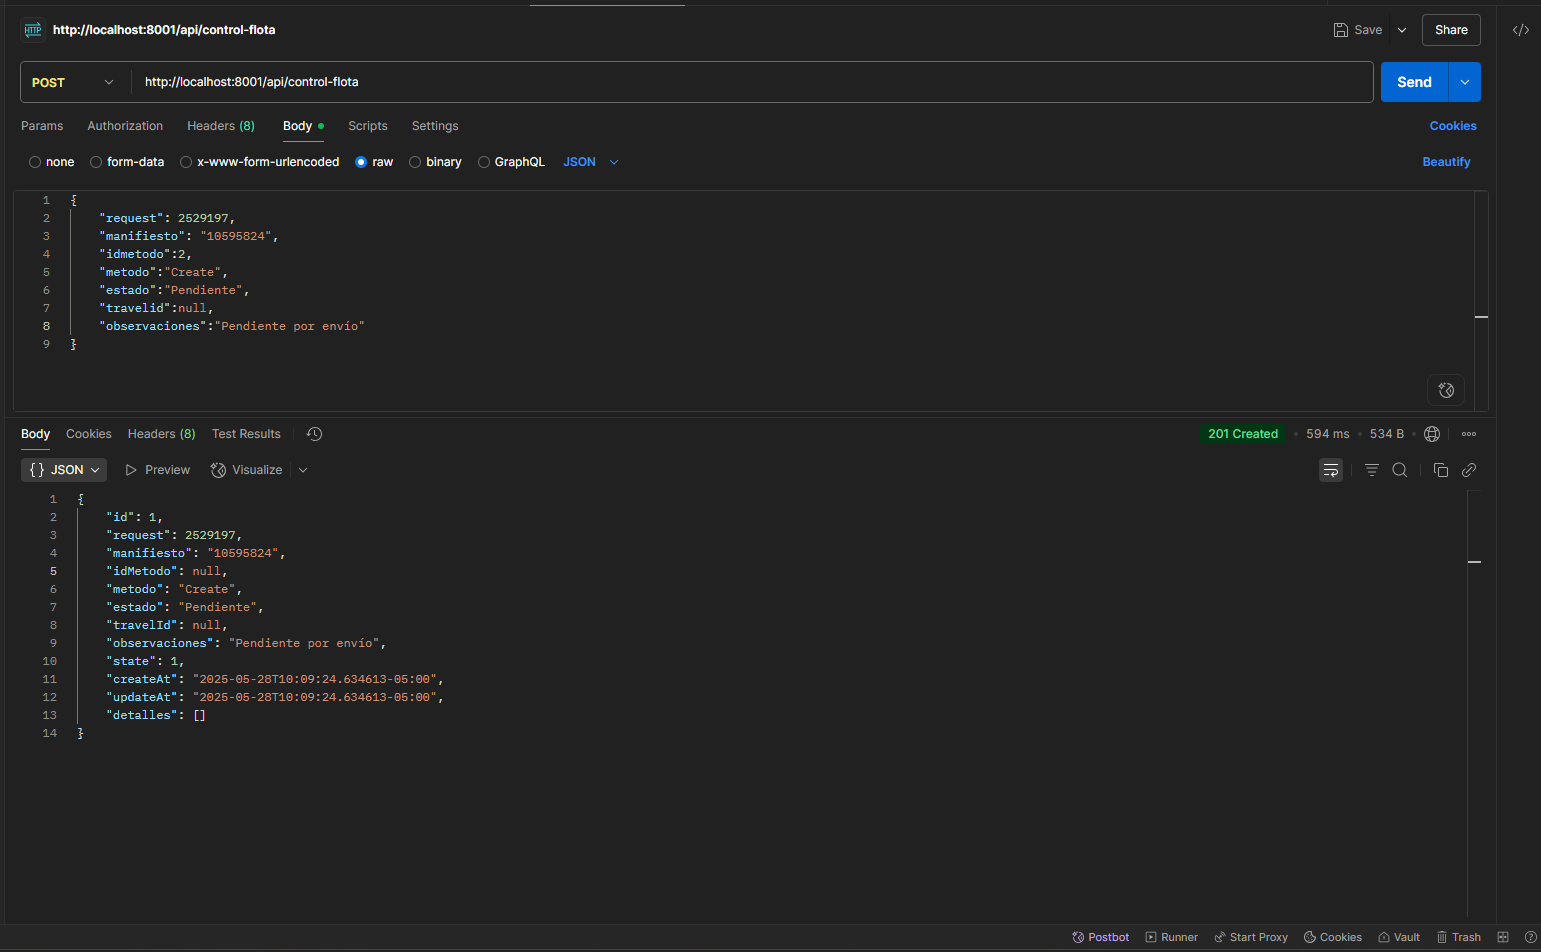 HTTP http://localhost:8001/api/control-flota Save Share
POST http://localhost:8001/api/control-flota Send
Params Authorization Headers (8) Body Scripts Settings Cookies
none form-data x-www-form-urlencoded raw binary GraphQL JSON Beautify
1 {
2 "request": 2529197,
3 "manifiesto": "10595824",
4 "idmetodo":2,
5 "metodo":"Create",
6 "estado":"Pendiente",
7 "travelid":null,
8 "observaciones":"Pendiente por envío"
9 }
Body Cookies Headers (8) Test Results 201 Created 594 ms 534 B
{} JSON Preview Visualize
1 {
2 "id": 1,
3 "request": 2529197,
4 "manifiesto": "10595824",
5 "idMetodo": null,
6 "metodo": "Create",
7 "estado": "Pendiente",
8 "travelId": null,
9 "observaciones": "Pendiente por envío",
10 "state": 1,
11 "createAt": "2025-05-28T10:09:24.634613-05:00",
12 "updateAt": "2025-05-28T10:09:24.634613-05:00",
13 "detalles": []
14 }
Postbot Runner Start Proxy Cookies Vault Trash